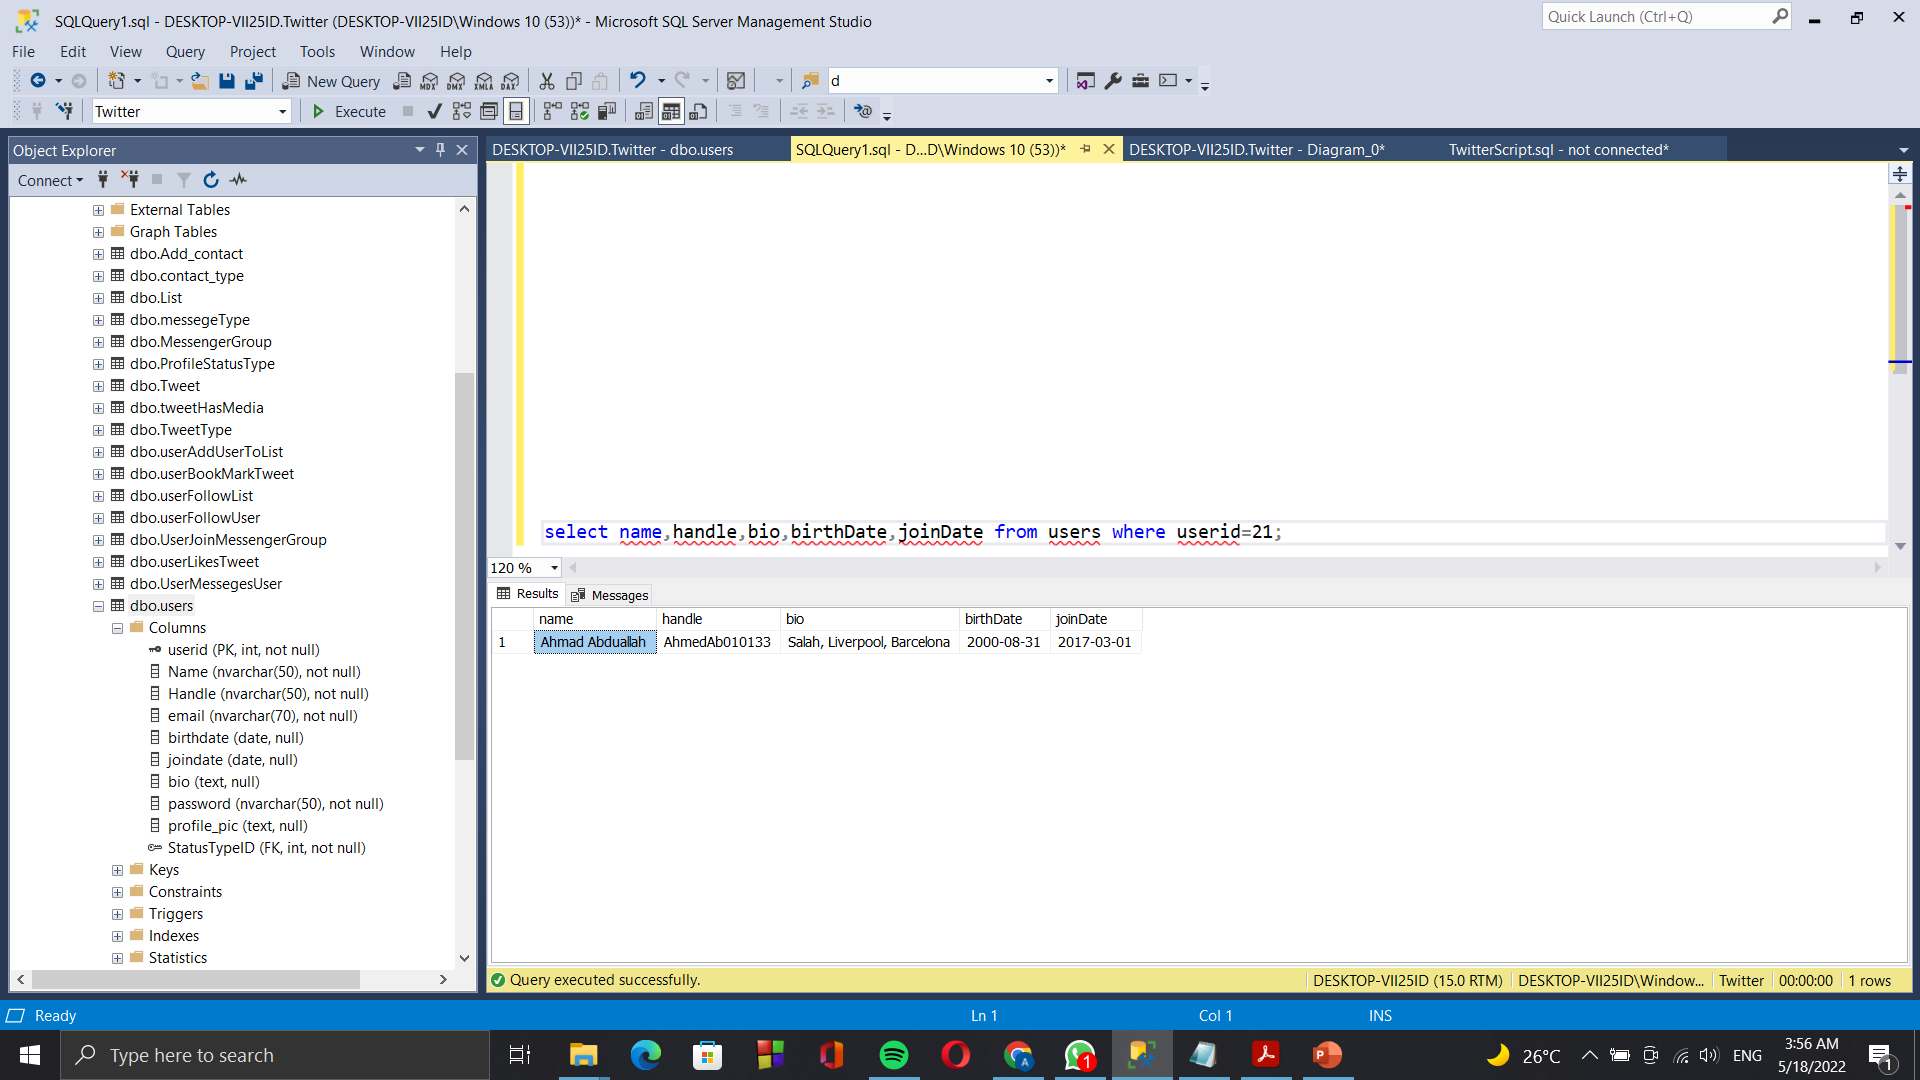 SQLQuery1.sql - DESKTOP-VII25ID.Twitter (DESKTOP-VII25ID\Windows 10 (53))* - Microsoft SQL Server Management Studio
Quick Launch (Ctrl+Q)
File Edit View Query Project Tools Window Help
New Query
MDX DMX XMLA DAX
d
Twitter
Execute
Object Explorer
DESKTOP-VII25ID.Twitter - dbo.users
SQLQuery1.sql - D...D\Windows 10 (53))*
DESKTOP-VII25ID.Twitter - Diagram_0*
TwitterScript.sql - not connected*
Connect
External Tables
Graph Tables
dbo.Add_contact
dbo.contact_type
dbo.List
dbo.messegeType
dbo.MessengerGroup
dbo.ProfileStatusType
dbo.Tweet
dbo.tweetHasMedia
dbo.TweetType
dbo.userAddUserToList
dbo.userBookMarkTweet
dbo.userFollowList
dbo.userFollowUser
dbo.UserJoinMessengerGroup
dbo.userLikesTweet
dbo.UserMessegesUser
dbo.users
Columns
userid (PK, int, not null)
Name (nvarchar(50), not null)
Handle (nvarchar(50), not null)
email (nvarchar(70), not null)
birthdate (date, null)
joindate (date, null)
bio (text, null)
password (nvarchar(50), not null)
profile_pic (text, null)
StatusTypeID (FK, int, not null)
Keys
Constraints
Triggers
Indexes
Statistics
select name,handle,bio,birthDate,joinDate from users where userid=21;
120 %
Results Messages
name handle bio birthDate joinDate
1 Ahmad Abduallah AhmedAb010133 Salah, Liverpool, Barcelona 2000-08-31 2017-03-01
Query executed successfully.
DESKTOP-VII25ID (15.0 RTM) DESKTOP-VII25ID\Window... Twitter 00:00:00 1 rows
Ready Ln 1 Col 1 INS
Type here to search
26°C
ENG
3:56 AM
5/18/2022
1
1